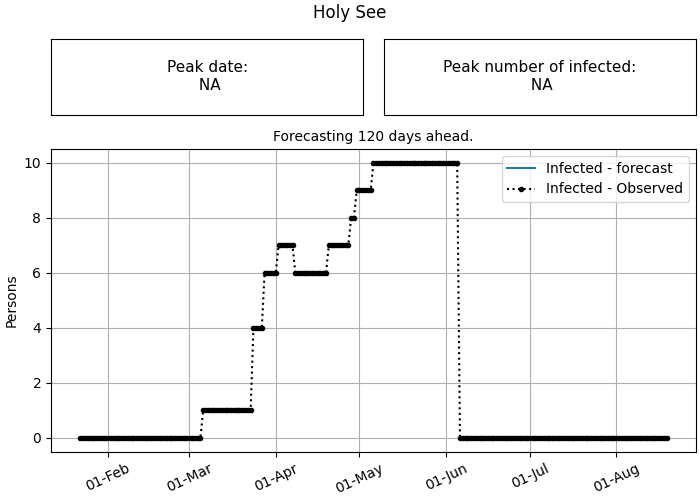 Holy See
Peak date:
NA
Peak number of infected:
NA
Forecasting 120 days ahead.
Infected - forecast
Infected - Observed
Persons
10
8
6
4
2
0
01-Feb
01-Mar
01-Apr
01-May
01-Jun
01-Jul
01-Aug